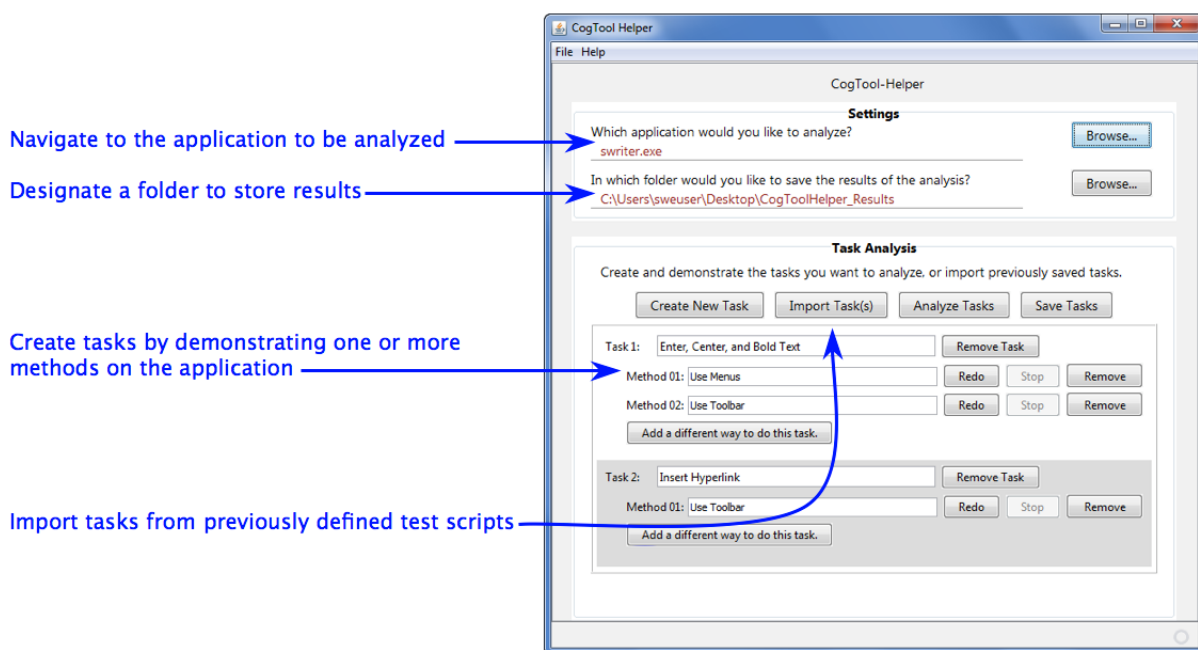 CogTool Helper
File Help
CogTool-Helper
Settings
Navigate to the application to be analyzed
Which application would you like to analyze?
Browse...
swriter.exe
Designate a folder to store results
In which folder would you like to save the results of the analysis?
Browse...
C:\Users\sweuser\Desktop\CogToolHelper_Results
Task Analysis
Create and demonstrate the tasks you want to analyze, or import previously saved tasks.
Create New Task Import Task(s) Analyze Tasks Save Tasks
Create tasks by demonstrating one or more
methods on the application
Task 1: Enter, Center, and Bold Text Remove Task
Method 01: Use Menus Redo Stop Remove
Method 02: Use Toolbar Redo Stop Remove
Add a different way to do this task.
Task 2: Insert Hyperlink Remove Task
Import tasks from previously defined test scripts
Method 01: Use Toolbar Redo Stop Remove
Add a different way to do this task.